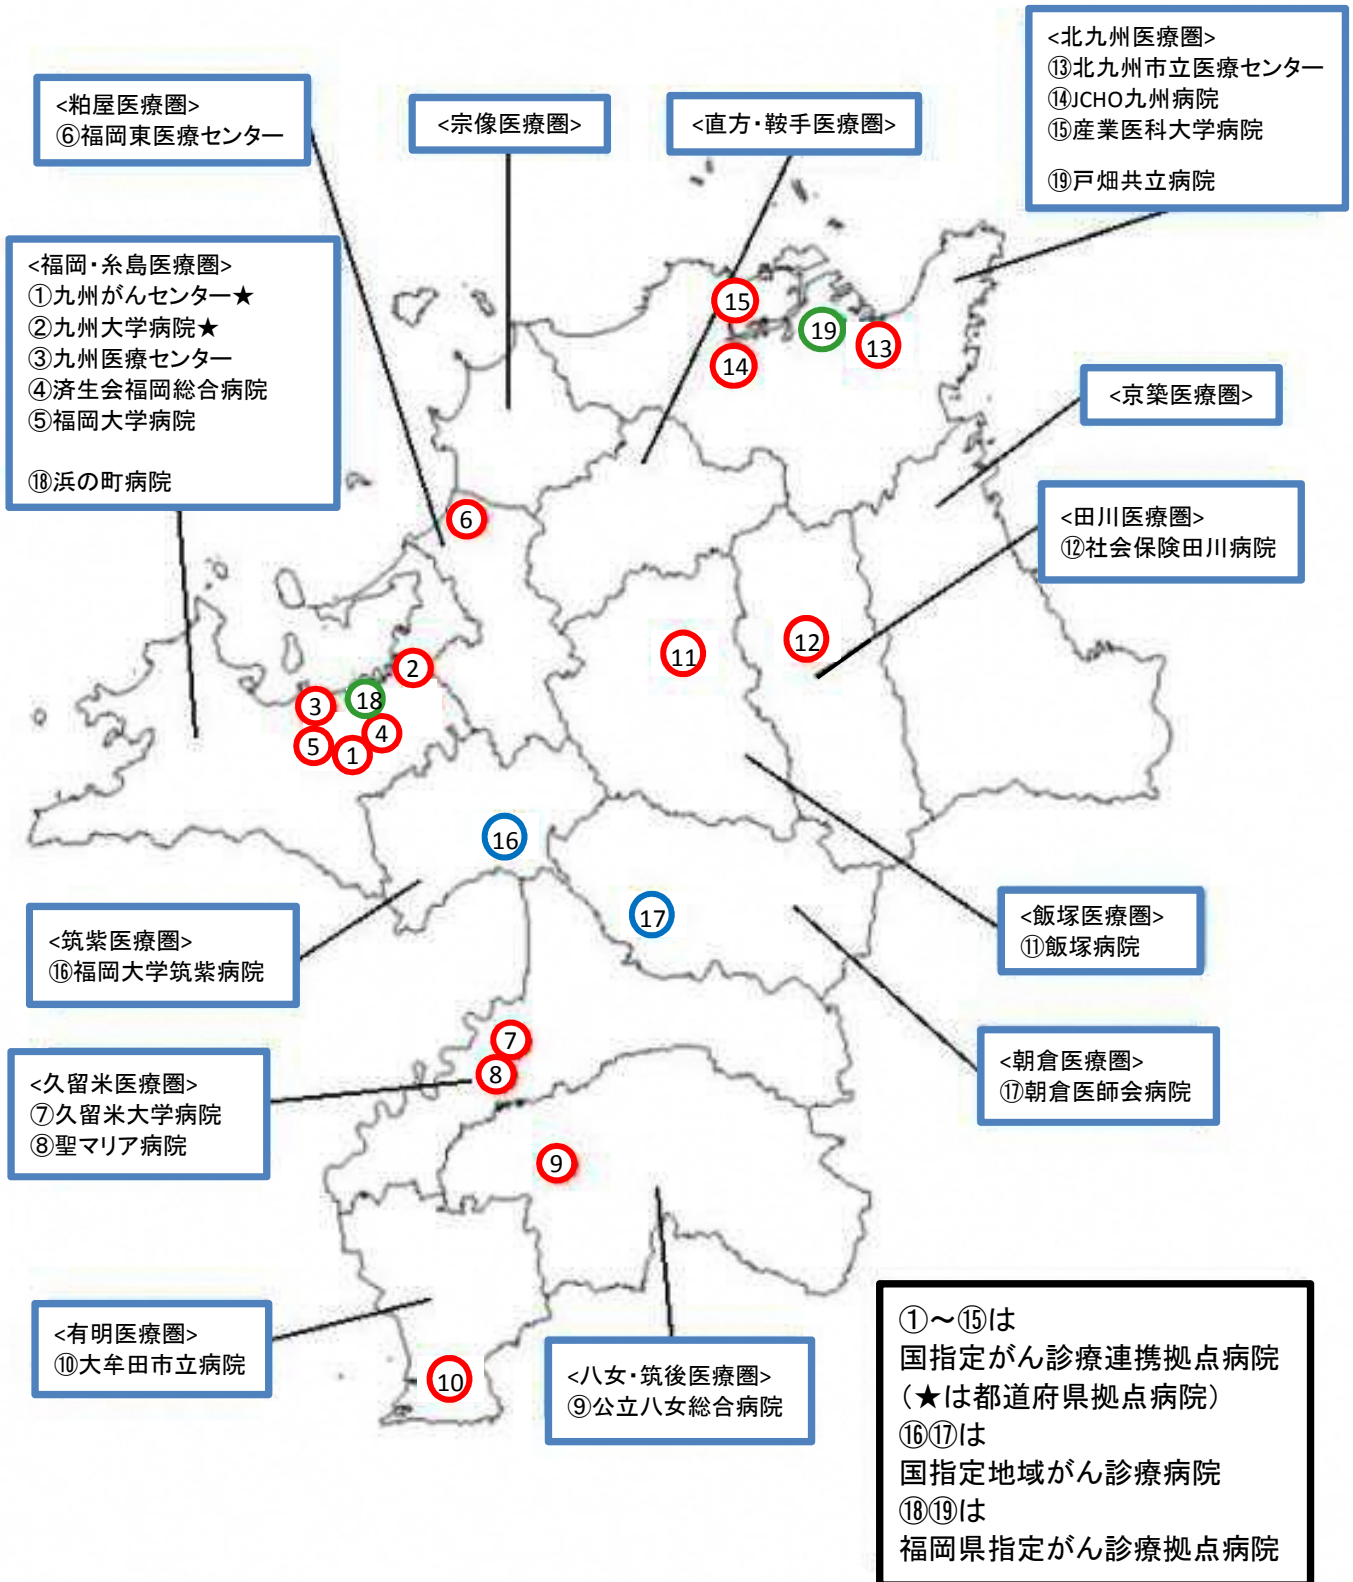 <北九州医療圏>
⑬北九州市立医療センター
⑭JCHO九州病院
⑮産業医科大学病院
⑲戸畑共立病院
<粕屋医療圏>
⑥福岡東医療センター
<宗像医療圏>
<直方・鞍手医療圏>
<福岡・糸島医療圏>
①九州がんセンター★
②九州大学病院★
③九州医療センター
④済生会福岡総合病院
⑤福岡大学病院
⑱浜の町病院
15
19
13
14
<京築医療圏>
6
<田川医療圏>
⑫社会保険田川病院
12
11
2
18
3
4
5
1
16
17
<飯塚医療圏>
⑪飯塚病院
<筑紫医療圏>
⑯福岡大学筑紫病院
7
8
<朝倉医療圏>
⑰朝倉医師会病院
<久留米医療圏>
⑦久留米大学病院
⑧聖マリア病院
9
<有明医療圏>
⑩大牟田市立病院
10
<八女・筑後医療圏>
⑨公立八女総合病院
①～⑮は
国指定がん診療連携拠点病院
（★は都道府県拠点病院）
⑯⑰は
国指定地域がん診療病院
⑱⑲は
福岡県指定がん診療拠点病院